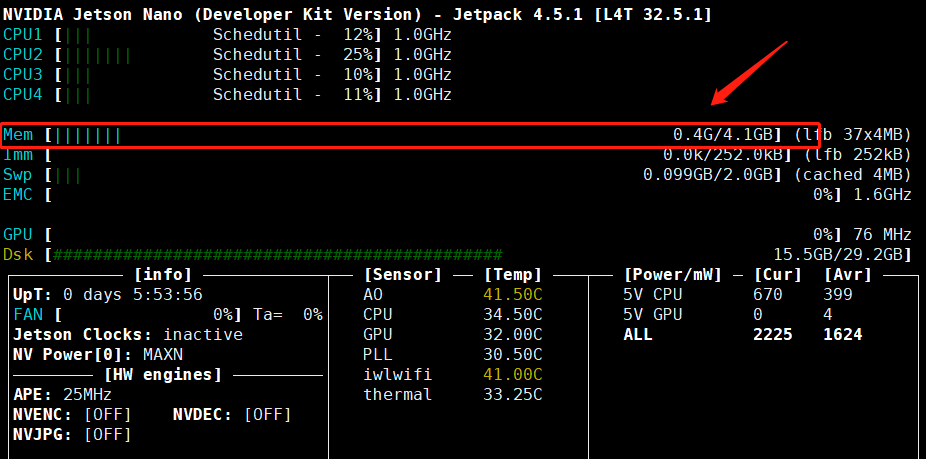 NVIDIA Jetson Nano (Developer Kit Version) - Jetpack 4.5.1 [L4T 32.5.1]
CPU1 [||| Schedutil - 12%] 1.0GHz
CPU2 [||||||| Schedutil - 25%] 1.0GHz
CPU3 [||| Schedutil - 10%] 1.0GHz
CPU4 [||| Schedutil - 11%] 1.0GHz
Mem [||||||| 0.4G/4.1GB] (lfb 37x4MB)
Imm [ 0.0k/252.0kB] (lfb 252kB)
Swp [||| 0.099GB/2.0GB] (cached 4MB)
EMC [ 0%] 1.6GHz
GPU [ 0%] 76 MHz
Dsk [############################################# 15.5GB/29.2GB]
[info] [Sensor] [Temp] [Power/mW] [Cur] [Avr]
UpT: 0 days 5:53:56 AO 41.50C 5V CPU 670 399
FAN [ 0%] Ta= 0% CPU 34.50C 5V GPU 0 4
Jetson Clocks: inactive GPU 32.00C ALL 2225 1624
NV Power[0]: MAXN PLL 30.50C
[HW engines] iwlwifi 41.00C
APE: 25MHz thermal 33.25C
NVENC: [OFF] NVDEC: [OFF]
NVJPG: [OFF]